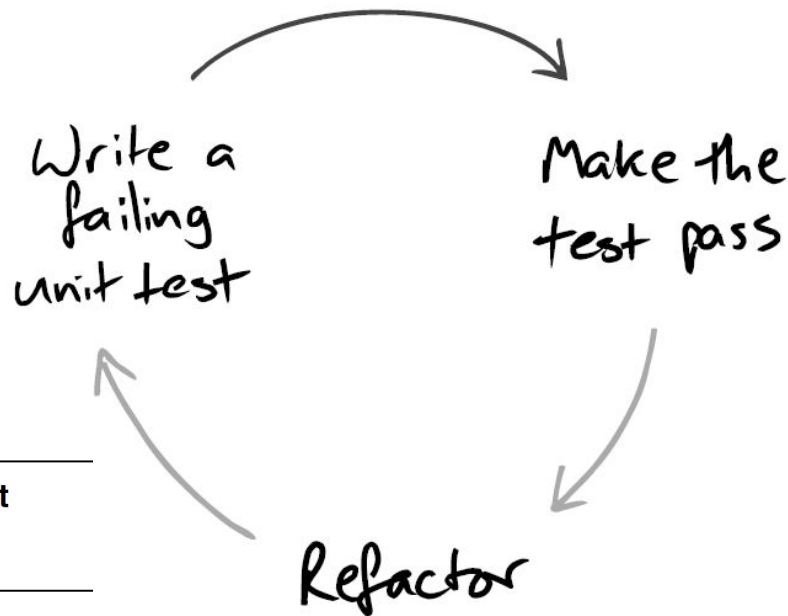 Write a
failing
unit test
Make the
test pass
t
Refactor